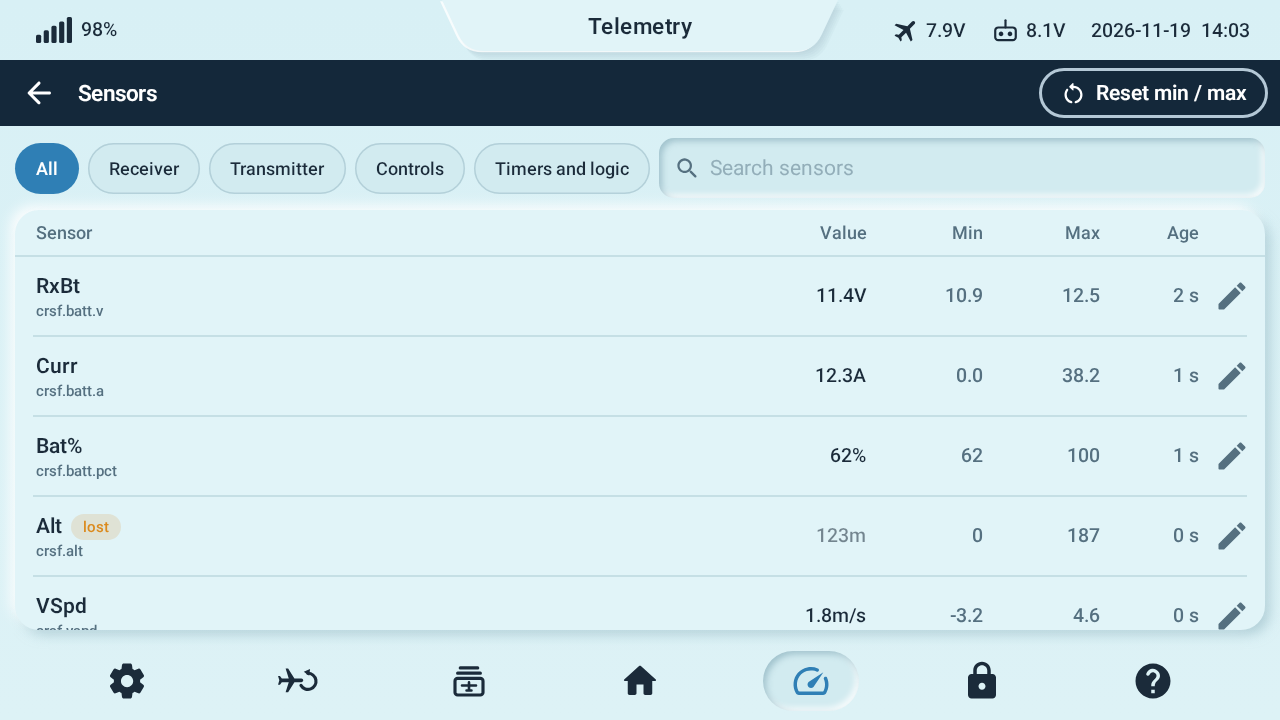 98%
Telemetry
7.9V
8.1V
2026-11-19 14:03
Sensors
Reset min / max
All
Receiver
Transmitter
Controls
Timers and logic
Search sensors
Sensor Value Min Max Age
RxBt
crsf.batt.v
11.4V 10.9 12.5 2 s
Curr
crsf.batt.a
12.3A 0.0 38.2 1 s
Bat%
crsf.batt.pct
62% 62 100 1 s
Alt lost
crsf.alt
123m 0 187 0 s
VSpd
1.8m/s -3.2 4.6 0 s